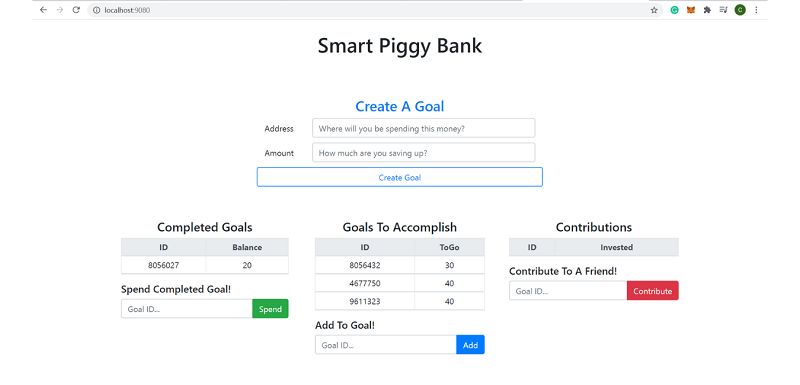 localhost:9080
C
Smart Piggy Bank
Create A Goal
Address Where will you be spending this money?
Amount How much are you saving up?
Create Goal
Completed Goals
ID Balance
8056027 20
Spend Completed Goal!
Goal ID... Spend
Goals To Accomplish
ID ToGo
8056432 30
4677750 40
9611323 40
Add To Goal!
Goal ID... Add
Contributions
ID Invested
Contribute To A Friend!
Goal ID... Contribute